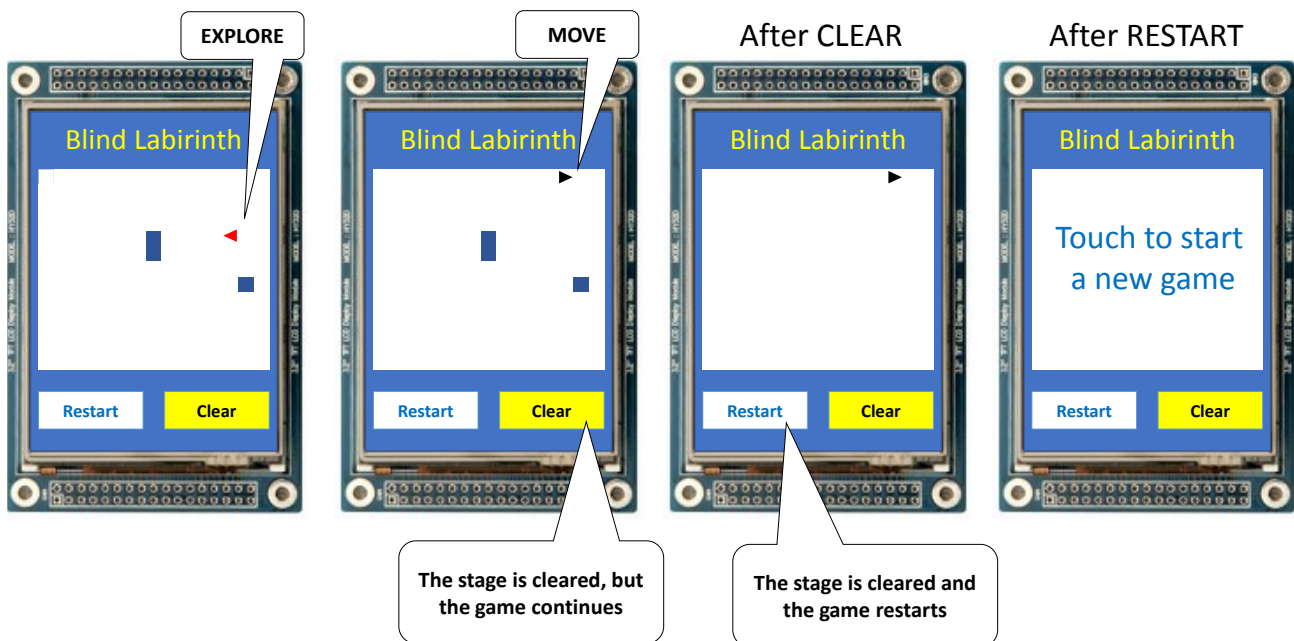 EXPLORE
MOVE
After CLEAR
After RESTART
Blind Labirinth
Blind Labirinth
Blind Labirinth
Blind Labirinth
Touch to start
a new game
Restart
Clear
Restart
Clear
Restart
Clear
Restart
Clear
The stage is cleared, but
the game continues
The stage is cleared and
the game restarts